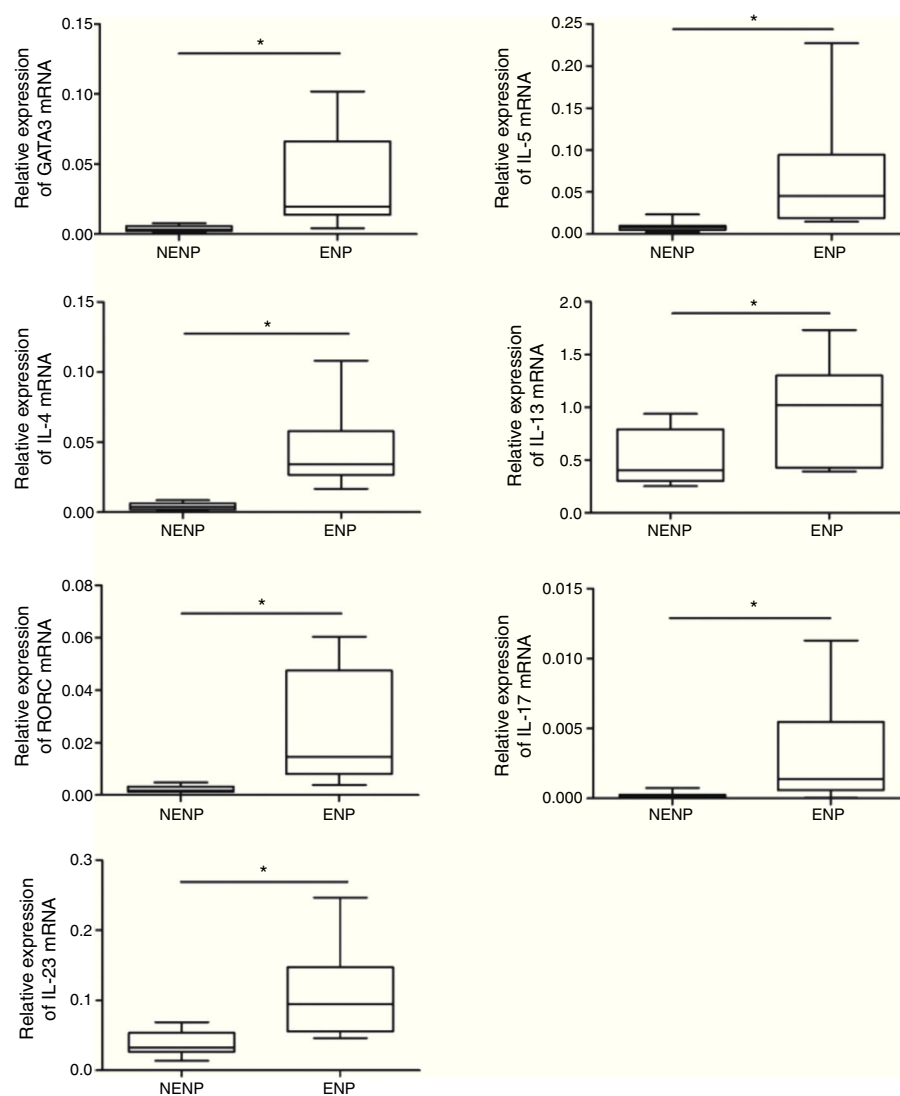 Relative expression
of GATA3 mRNA
0.15
0.10
0.05
0.00
*
NENP
ENP
Relative expression
of IL-5 mRNA
0.25
0.20
0.15
0.10
0.05
0.00
*
NENP
ENP
Relative expression
of IL-4 mRNA
0.15
0.10
0.05
0.00
*
NENP
ENP
Relative expression
of IL-13 mRNA
2.0
1.5
1.0
0.5
0.0
*
NENP
ENP
Relative expression
of RORC mRNA
0.08
0.06
0.04
0.02
0.00
*
NENP
ENP
Relative expression
of IL-17 mRNA
0.015
0.010
0.005
0.000
*
NENP
ENP
Relative expression
of IL-23 mRNA
0.3
0.2
0.1
0.0
*
NENP
ENP